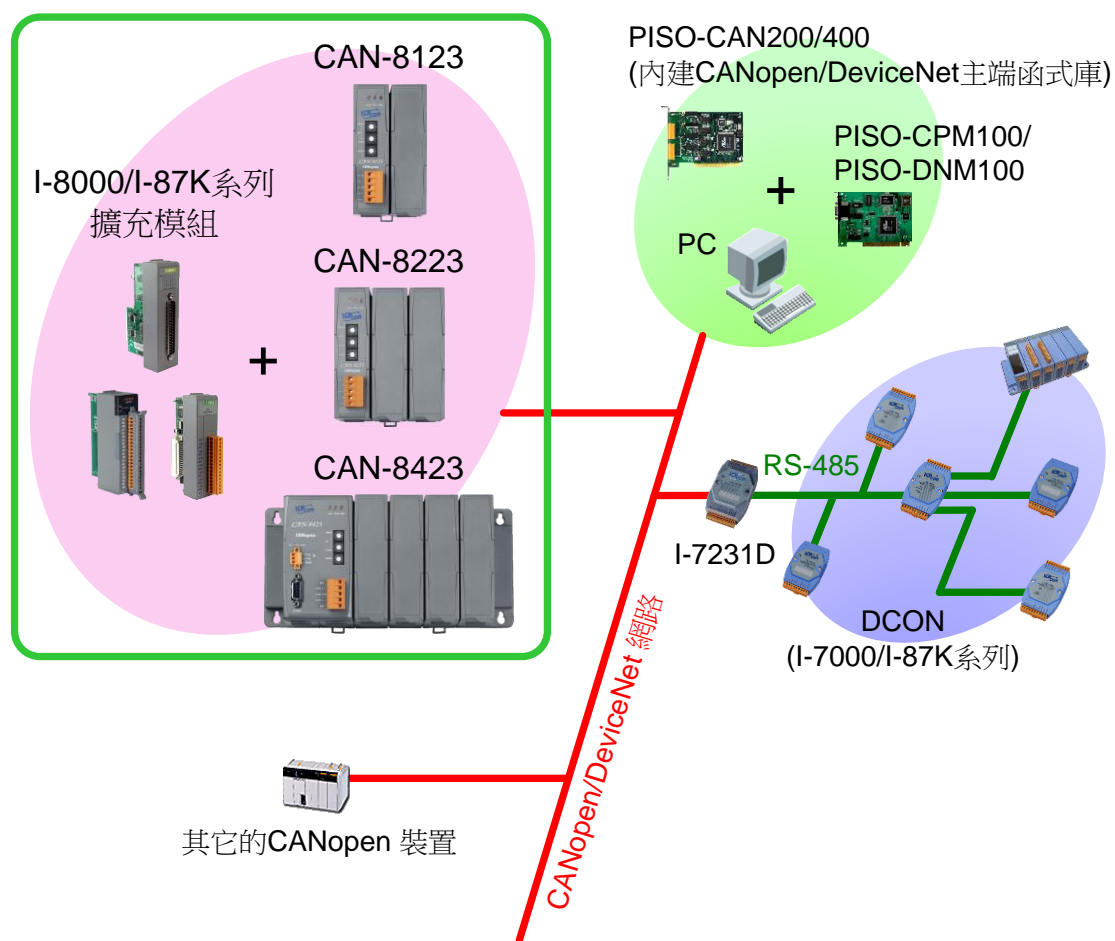 CAN-8123
I-8000/I-87K系列
擴充模組
CAN-8223
+
CAN-8423
PISO-CAN200/400
(內建CANopen/DeviceNet主端函式庫)
PISO-CPM100/
PISO-DNM100
+
PC
RS-485
I-7231D
DCON
(I-7000/I-87K系列)
CANopen/DeviceNet 網路
其它的CANopen 裝置